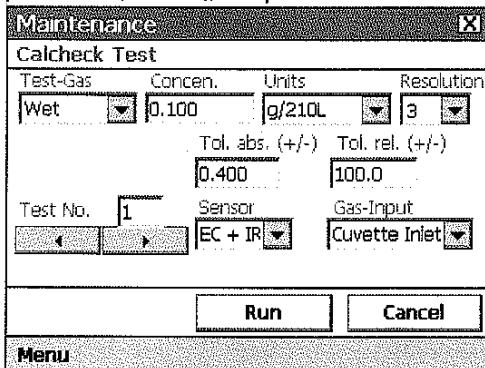 Maintenance X
Calcheck Test
Test-Gas Concen. Units Resolution
Wet 0.100 g/210L 3
Tol. abs. (+/-) Tol. rel. (+/-)
0.400 100.0
Test No. 1 Sensor Gas-Input
EC + IR Cuvette Inlet
Run Cancel
Menu